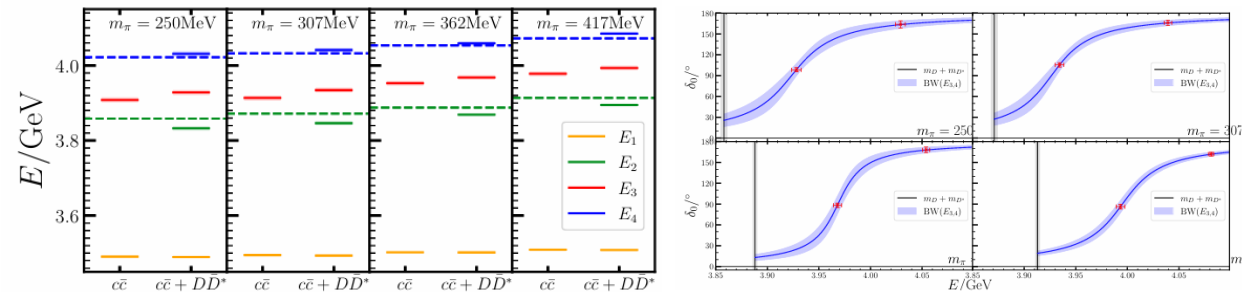 m_π = 250MeV
m_π = 307MeV
m_π = 362MeV
m_π = 417MeV
E/GeV
4.0
3.8
3.6
E_1
E_2
E_3
E_4
cc̄
cc̄ + DD̄*
cc̄
cc̄ + DD̄*
cc̄
cc̄ + DD̄*
cc̄
cc̄ + DD̄*
δ_0/°
180
150
120
90
60
30
0
m_D + m_D*
BW(E_3,4)
m_π = 250
m_D + m_D*
BW(E_3,4)
m_π = 307
δ_0/°
180
150
120
90
60
30
0
m_D + m_D*
BW(E_3,4)
m_π
m_D + m_D*
BW(E_3,4)
m
3.85
3.90
3.95
4.00
4.05
3.85
3.90
3.95
4.00
4.05
E/GeV